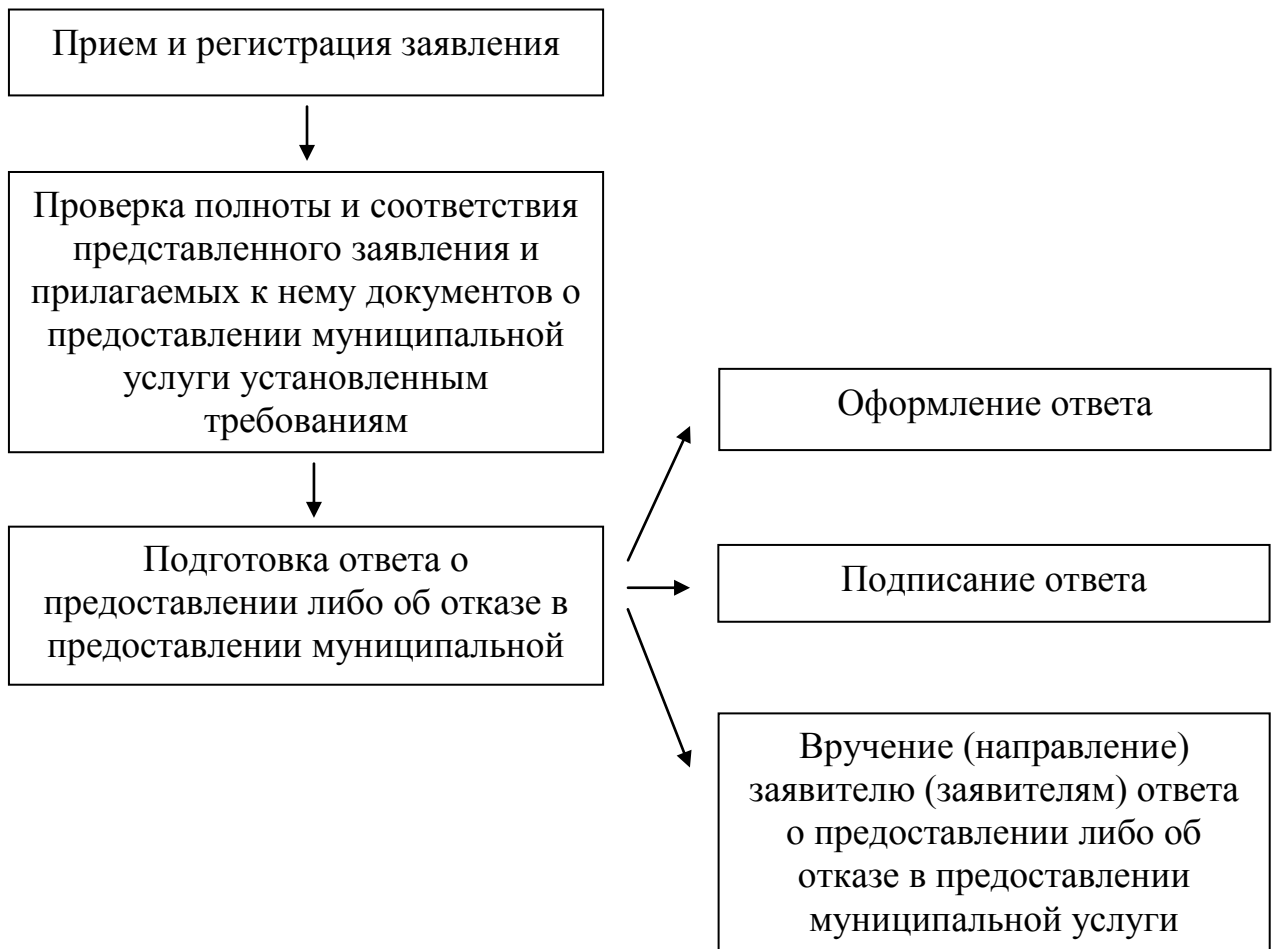 Прием и регистрация заявления
Проверка полноты и соответствия
представленного заявления и
прилагаемых к нему документов о
предоставлении муниципальной
услуги установленным
требованиям
Подготовка ответа о
предоставлении либо об отказе в
предоставлении муниципальной
Оформление ответа
Подписание ответа
Вручение (направление)
заявителю (заявителям) ответа
о предоставлении либо об
отказе в предоставлении
муниципальной услуги